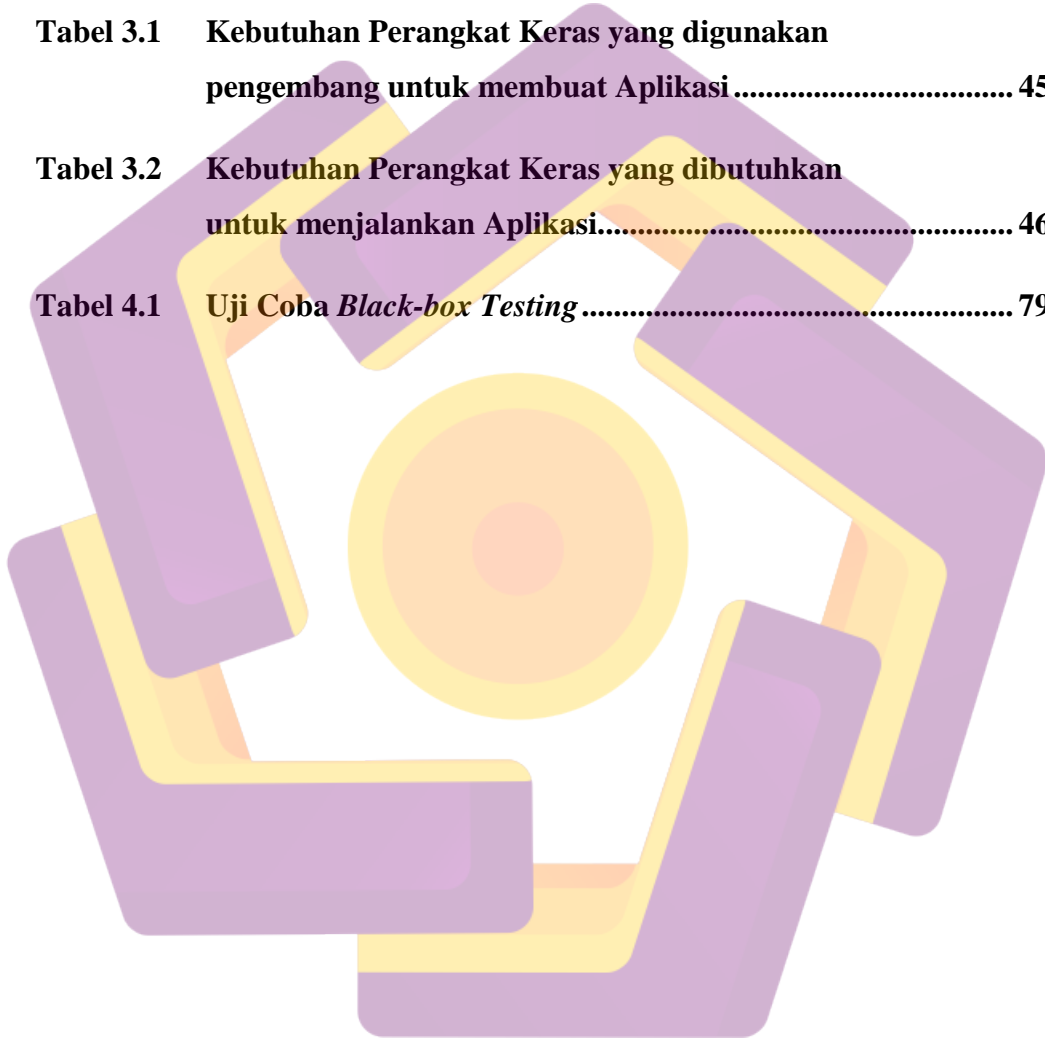 Tabel 3.1 Kebutuhan Perangkat Keras yang digunakan
pengembang untuk membuat Aplikasi ................................... 45
Tabel 3.2 Kebutuhan Perangkat Keras yang dibutuhkan
untuk menjalankan Aplikasi.................................................... 46
Tabel 4.1 Uji Coba Black-box Testing ...................................................... 79